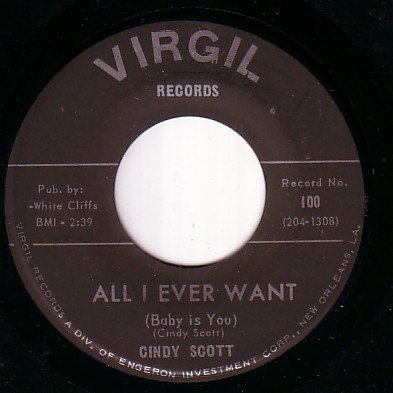 VIRGIL
RECORDS
Pub. by:
-White Cliffs
BMI - 2:39
Record No.
100
(204-1308)
ALL I EVER WANT
(Baby is You)
(Cindy Scott)
CINDY SCOTT
VIRGIL RECORDS A DIV. OF ENGERON INVESTMENT CORP., NEW ORLEANS, LA.